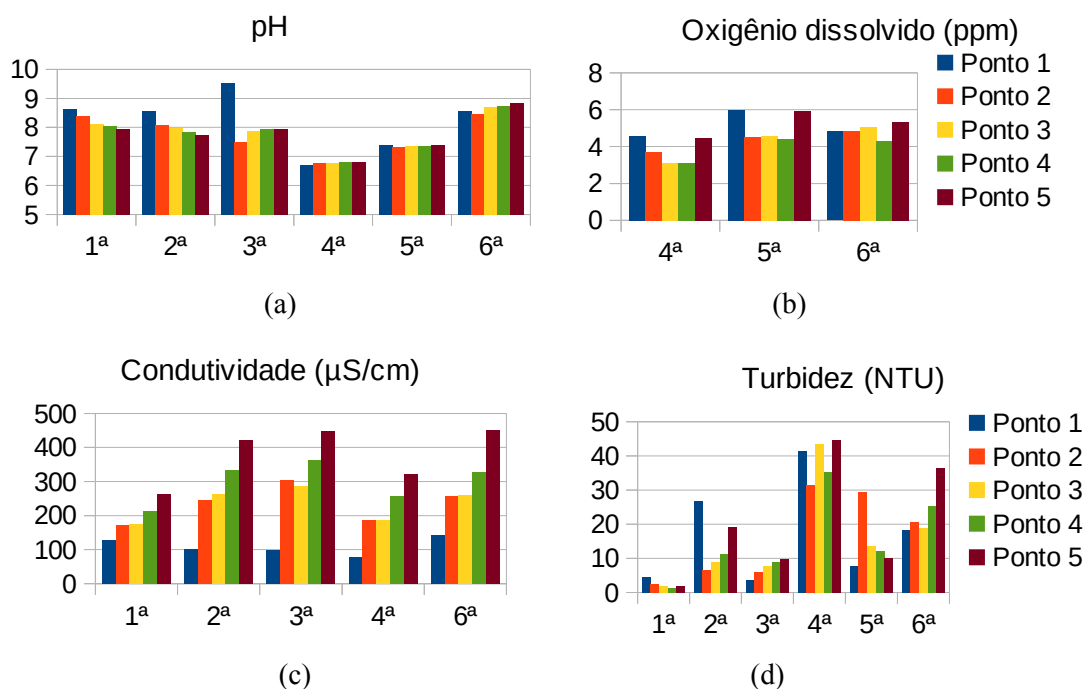 pH
10
9
8
7
6
5
1ª 2ª 3ª 4ª 5ª 6ª
(a)
Oxigênio dissolvido (ppm)
8
6
4
2
0
4ª 5ª 6ª
Ponto 1
Ponto 2
Ponto 3
Ponto 4
Ponto 5
(b)
Condutividade (µS/cm)
500
400
300
200
100
0
1ª 2ª 3ª 4ª 6ª
(c)
Turbidez (NTU)
50
40
30
20
10
0
1ª 2ª 3ª 4ª 5ª 6ª
Ponto 1
Ponto 2
Ponto 3
Ponto 4
Ponto 5
(d)